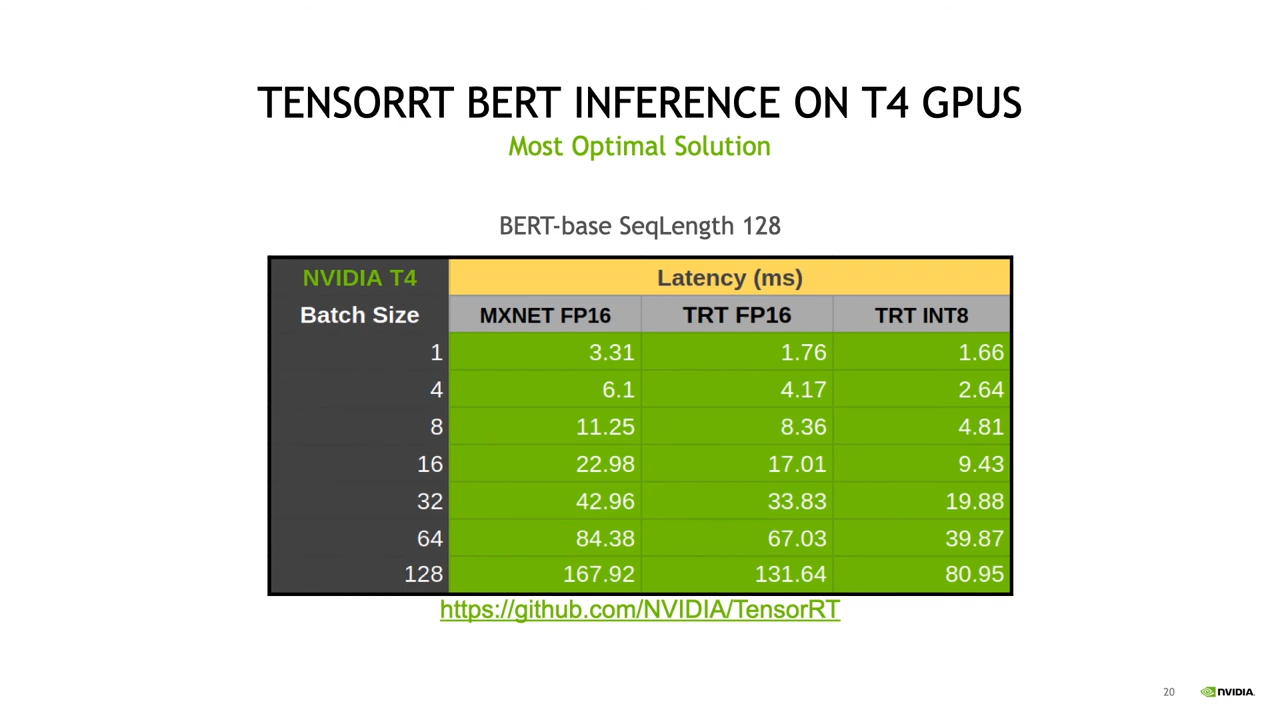 TENSORRT BERT INFERENCE ON T4 GPUS
Most Optimal Solution
BERT-base SeqLength 128
NVIDIA T4 Latency (ms)
Batch Size MXNET FP16 TRT FP16 TRT INT8
1 3.31 1.76 1.66
4 6.1 4.17 2.64
8 11.25 8.36 4.81
16 22.98 17.01 9.43
32 42.96 33.83 19.88
64 84.38 67.03 39.87
128 167.92 131.64 80.95
https://github.com/NVIDIA/TensorRT
20 NVIDIA.